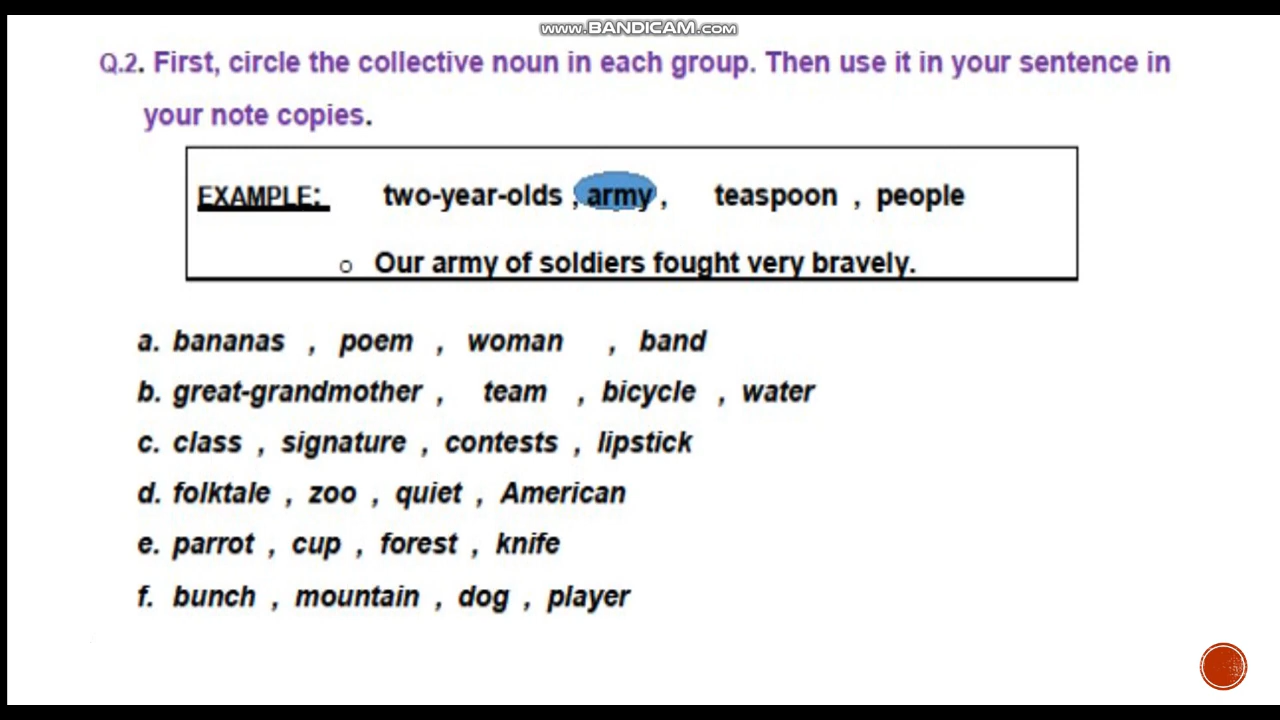 www.BANDICAM.com
Q.2. First, circle the collective noun in each group. Then use it in your sentence in
your note copies.
EXAMPLE: two-year-olds , army , teaspoon , people
o Our army of soldiers fought very bravely.
a. bananas , poem , woman , band
b. great-grandmother , team , bicycle , water
c. class , signature , contests , lipstick
d. folktale , zoo , quiet , American
e. parrot , cup , forest , knife
f. bunch , mountain , dog , player